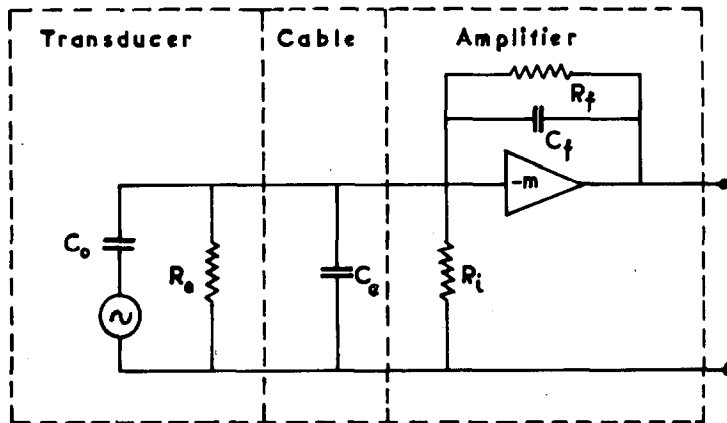 Transducer
Cable
Amplifier
R_f
C_f
-m
C_o
R_e
C_e
R_i